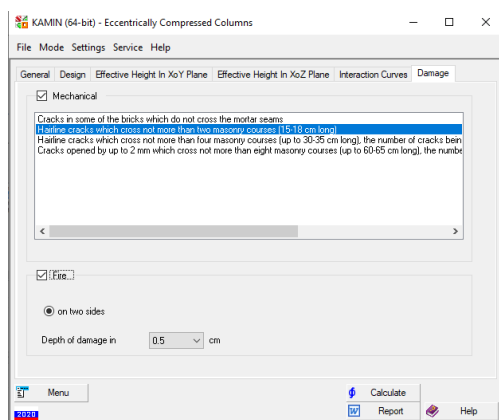 KAMIN (64-bit) - Eccentrically Compressed Columns
File Mode Settings Service Help
General Design Effective Height In XoY Plane Effective Height In XoZ Plane Interaction Curves Damage
Mechanical
Cracks in some of the bricks which do not cross the mortar seams
Hairline cracks which cross not more than two masonry courses (15-18 cm long)
Hairline cracks which cross not more than four masonry courses (up to 30-35 cm long), the number of cracks bein
Cracks opened by up to 2 mm which cross not more than eight masonry courses (up to 60-65 cm long), the numbe
Fire
on two sides
Depth of damage in 0.5 cm
Menu Calculate
2020 W Report Help